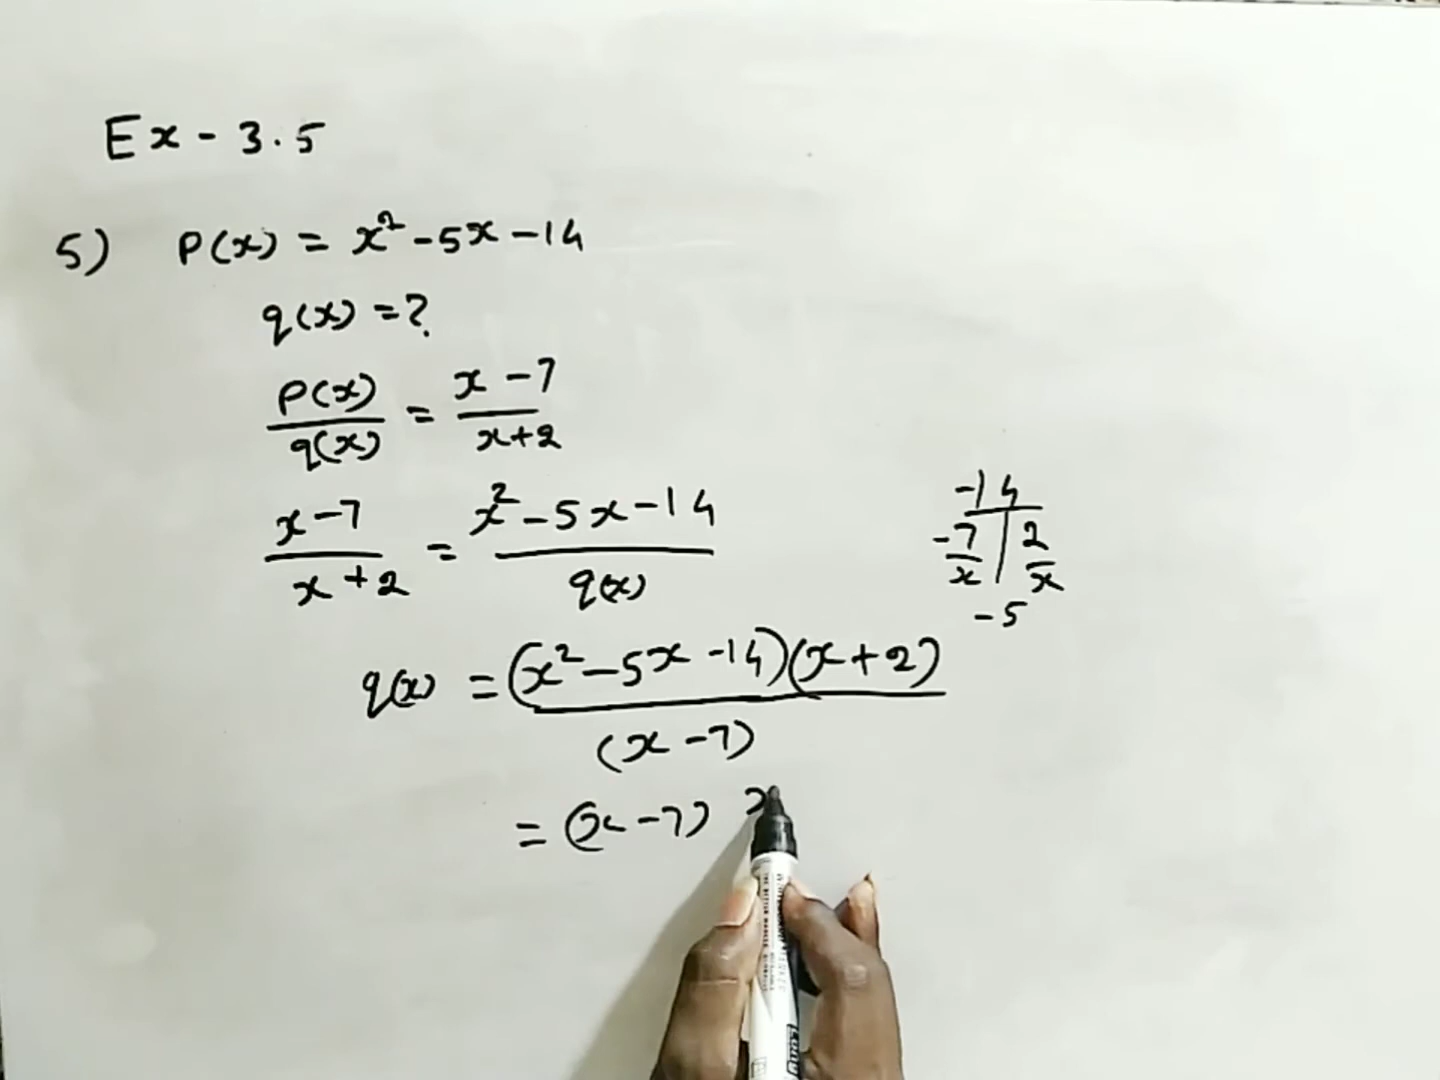 Ex - 3.5
5) P(x) = x² - 5x - 14
q(x) = ?
P(x)/q(x) = x - 7/x + 2
x - 7/x + 2 = x² - 5x - 14/q(x)
q(x) = (x² - 5x - 14)(x + 2)/(x - 7)
= (x - 7)
-14
-7/x | 2/x
-5